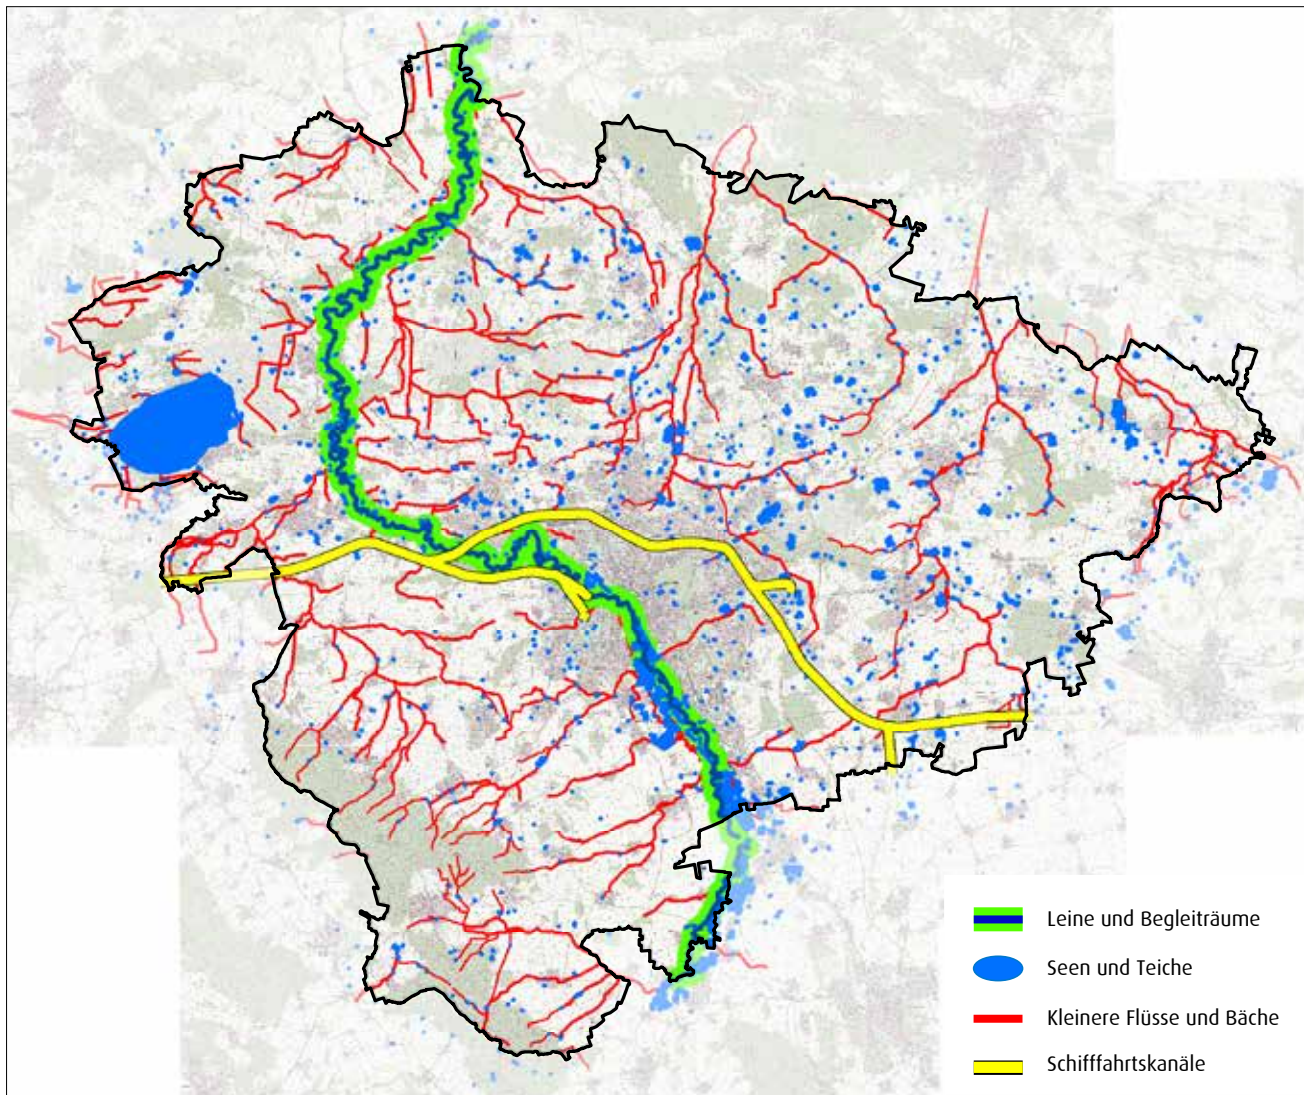 Leine und Begleiträume
Seen und Teiche
Kleinere Flüsse und Bäche
Schifffahrtskanäle